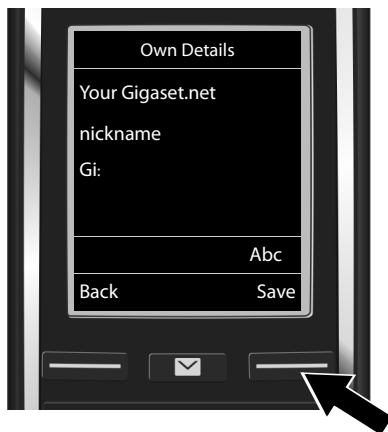 Own Details
Your Gigaset.net
nickname
Gi:
Abc
Back Save